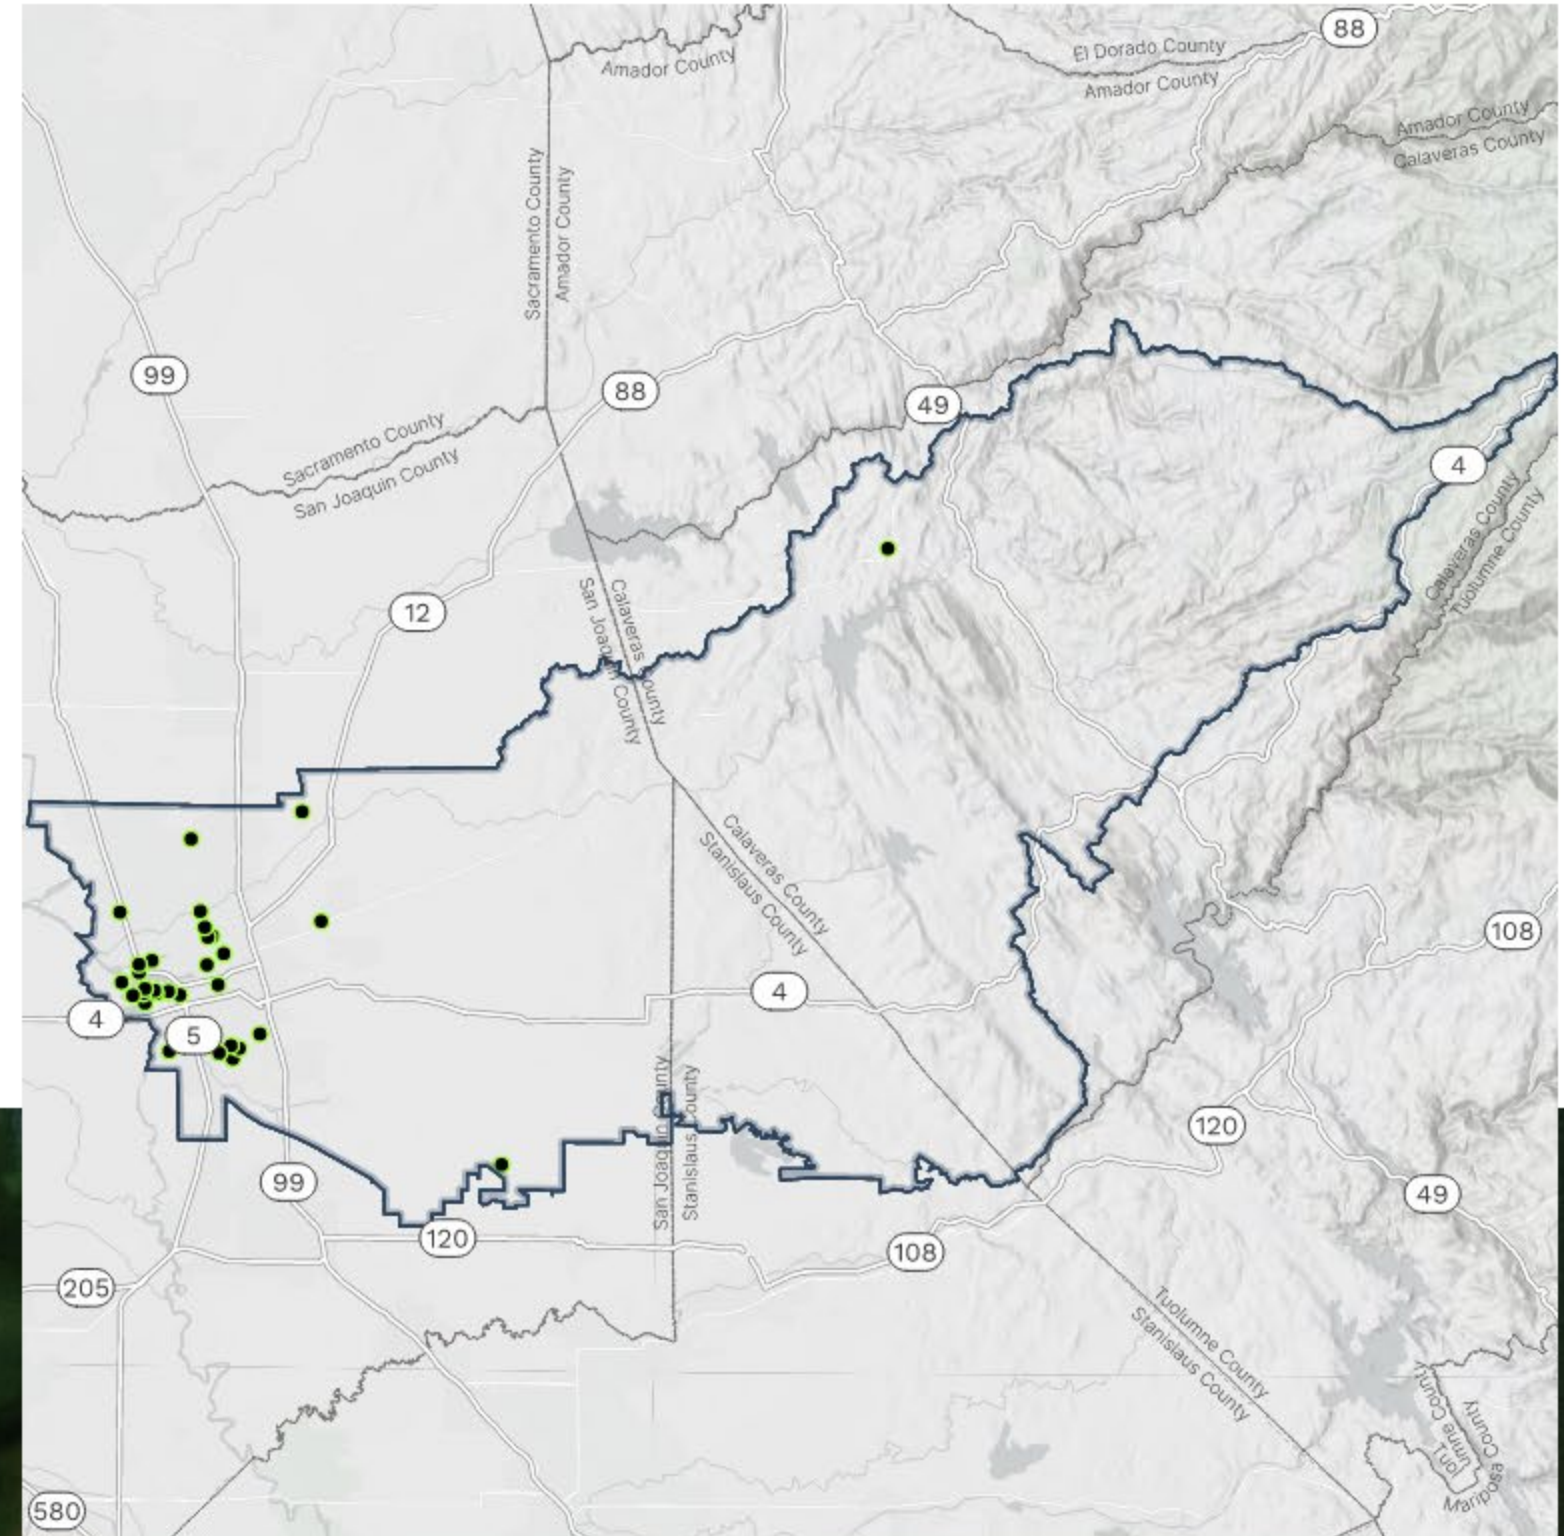 88
El Dorado County
Amador County
Amador County
Amador County
Calaveras County
Sacramento County
Amador County
99
88
49
Sacramento County
San Joaquin County
4
Calaveras County
Tuolumne County
12
Calaveras County
San Joaquin County
Calaveras County
Stanislaus County
108
4
4
5
San Joaquin County
Stanislaus County
120
99
49
120
108
205
Tuolumne County
Stanislaus County
Tuolumne County
Mariposa County
580